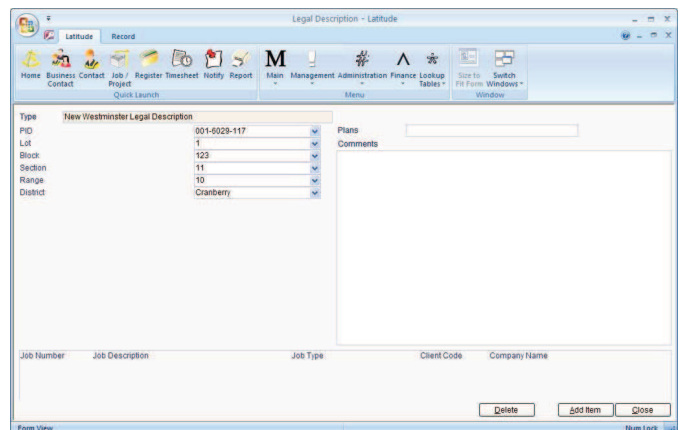 Legal Description - Latitude
Latitude Record
Home Business Contact Contact Job / Project Register Timesheet Notify Report
Quick Launch
M # Λ
Main Management Administration Finance Lookup Tables
Menu
Size to Fit Form Switch Windows
Window
Type New Westminster Legal Description
PID 001-6029-117 Plans
Lot 1 Comments
Block 123
Section 11
Range 10
District Cranberry
Job Number Job Description Job Type Client Code Company Name
Delete Add Item Close
Form View Num Lock